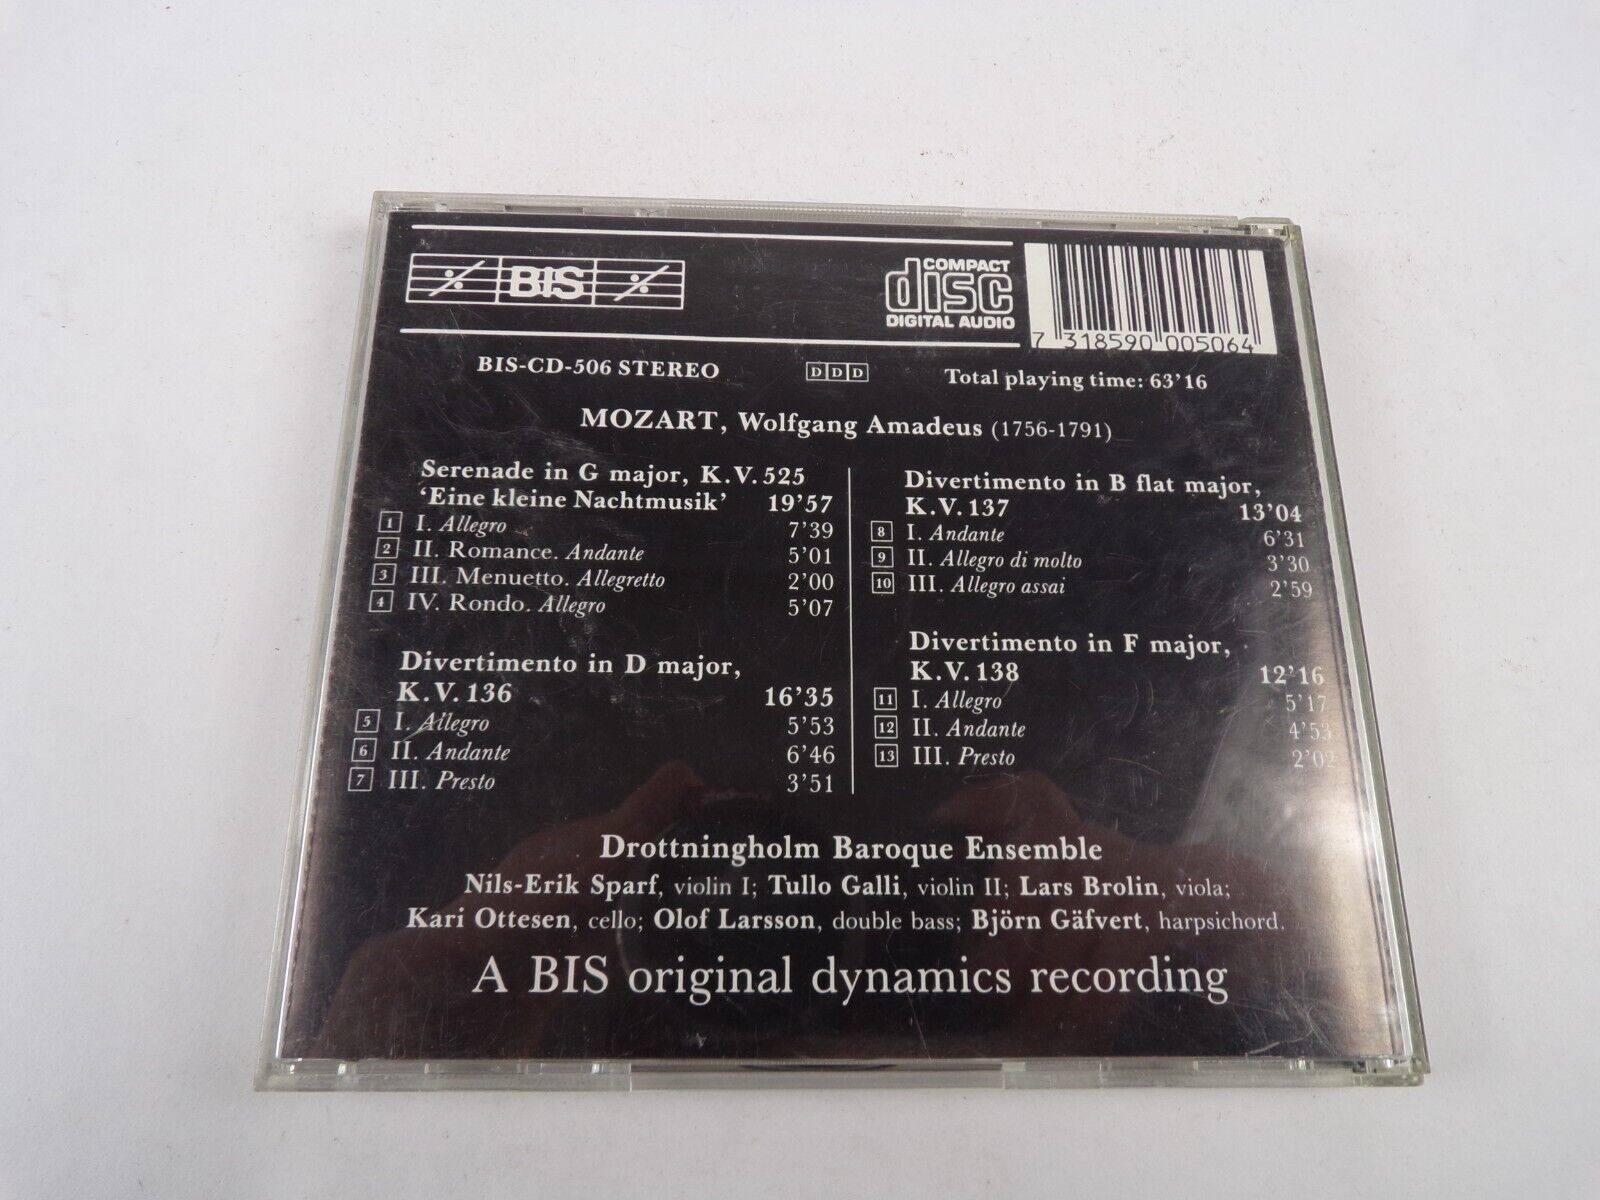 BIS
COMPACT
disc
DIGITAL AUDIO
7 318590 005064
BIS-CD-506 STEREO DDD Total playing time: 63'16
MOZART, Wolfgang Amadeus (1756-1791)
Serenade in G major, K.V. 525
'Eine kleine Nachtmusik' 19'57
1 I. Allegro 7'39
2 II. Romance. Andante 5'01
3 III. Menuetto. Allegretto 2'00
4 IV. Rondo. Allegro 5'07
Divertimento in D major,
K.V. 136 16'35
5 I. Allegro 5'53
6 II. Andante 6'46
7 III. Presto 3'51
Divertimento in B flat major,
K.V. 137 13'04
8 I. Andante 6'31
9 II. Allegro di molto 3'30
10 III. Allegro assai 2'59
Divertimento in F major,
K.V. 138 12'16
11 I. Allegro 5'17
12 II. Andante 4'53
13 III. Presto 2'02
Drottningholm Baroque Ensemble
Nils-Erik Sparf, violin I; Tullo Galli, violin II; Lars Brolin, viola;
Kari Ottesen, cello; Olof Larsson, double bass; Björn Gäfvert, harpsichord.
A BIS original dynamics recording